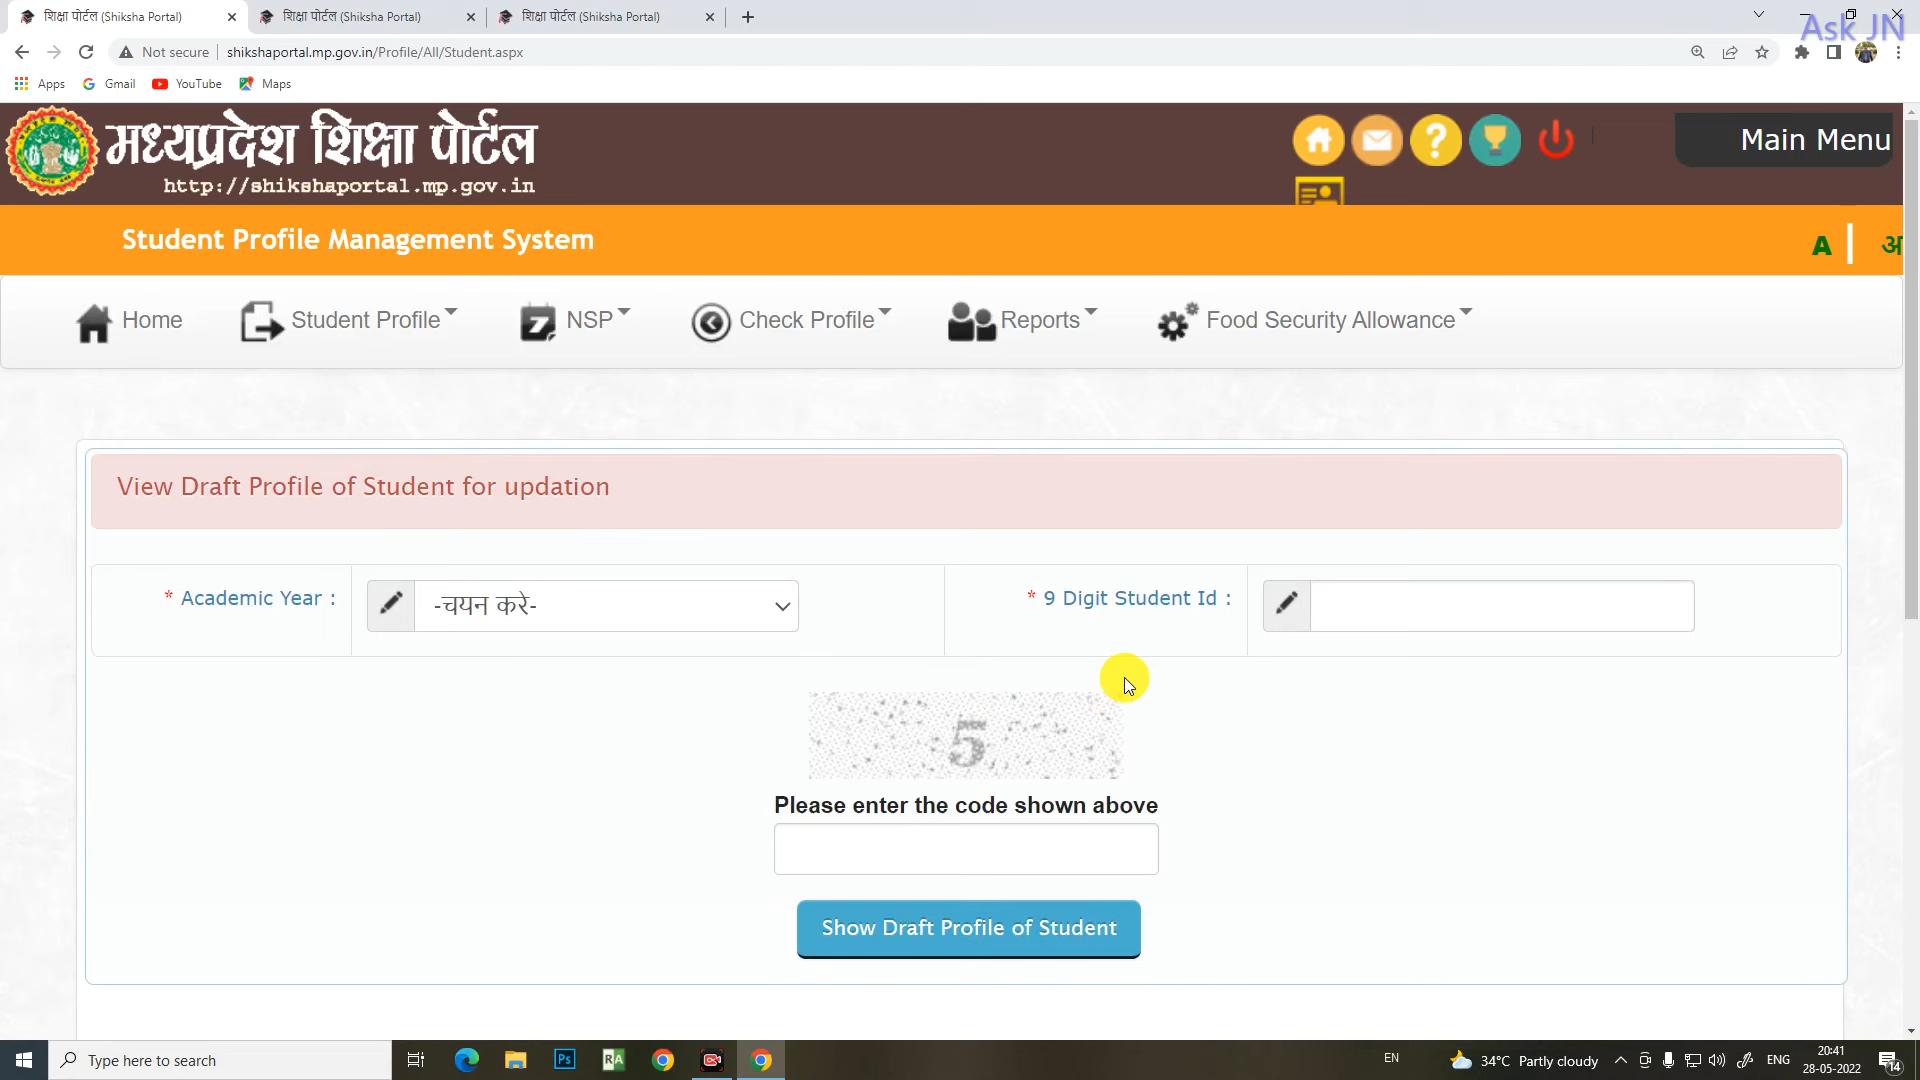 शिक्षा पोर्टल (Shiksha Portal)
शिक्षा पोर्टल (Shiksha Portal)
शिक्षा पोर्टल (Shiksha Portal)
Ask JN
Not secure
shikshaportal.mp.gov.in/Profile/All/Student.aspx
Apps
Gmail
YouTube
Maps
मध्यप्रदेश शिक्षा पोर्टल
http://shikshaportal.mp.gov.in
Main Menu
Student Profile Management System
A
अ
Home
Student Profile
NSP
Check Profile
Reports
Food Security Allowance
View Draft Profile of Student for updation
* Academic Year :
-चयन करे-
* 9 Digit Student Id :
5
Please enter the code shown above
Show Draft Profile of Student
Type here to search
Ps
RA
EN
34°C Partly cloudy
ENG
20:41
28-05-2022
14